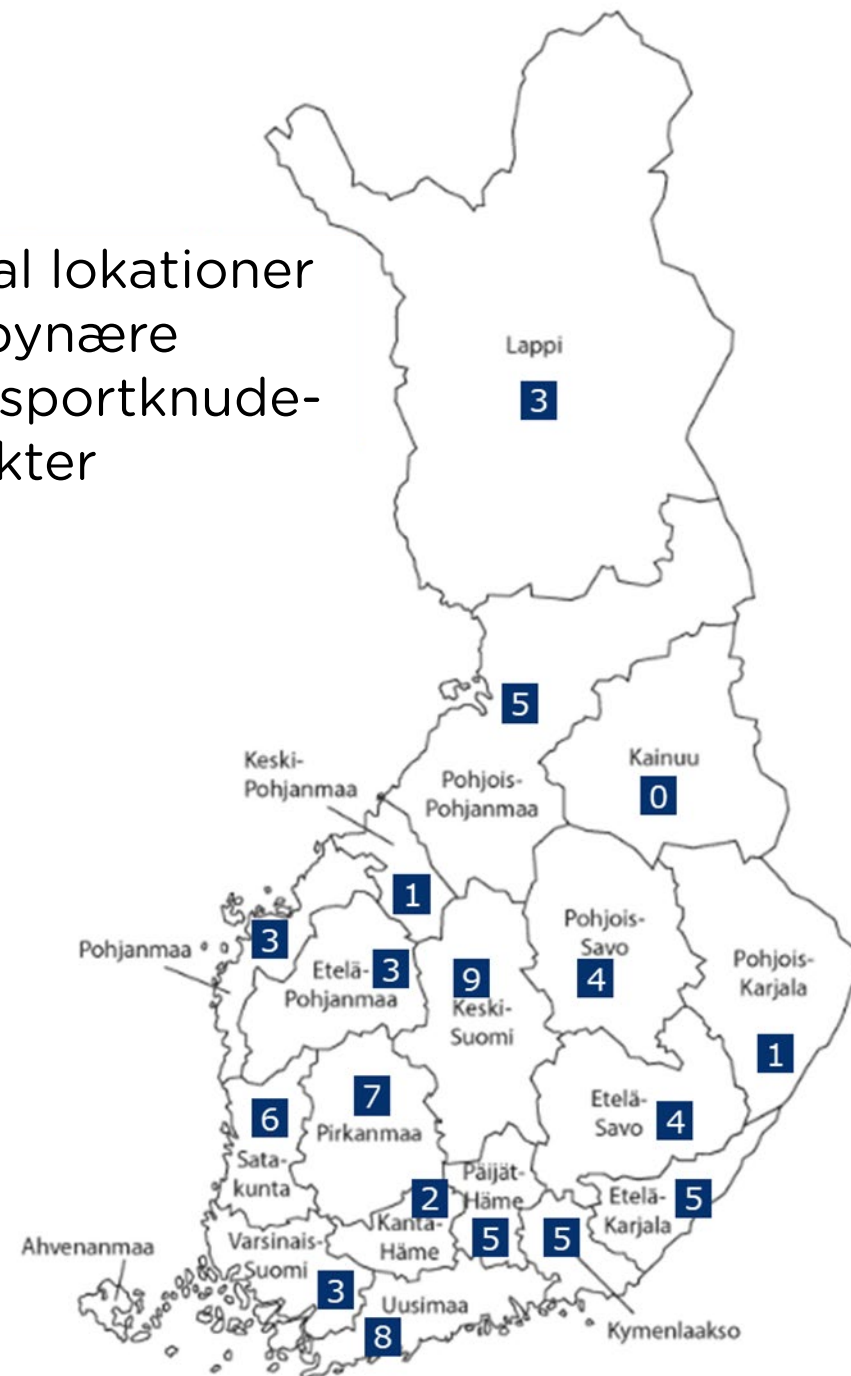 al lokationer
bynære
sportknude-
kter
Lappi
3
5
Keski-
Pohjanmaa
Pohjois-
Pohjanmaa
Kainuu
0
1
3
Pohjanmaa
Etelä-
Pohjanmaa
3
9
Keski-
Suomi
Pohjois-
Savo
4
Pohjois-
Karjala
1
7
Pirkanmaa
6
Sata-
kunta
Etelä-
Savo
4
Päijät-
Häme
5
2
Kanta-
Häme
5
Etelä-
Karjala
5
Ahvenanmaa
Varsinais-
Suomi
3
Uusimaa
8
Kymenlaakso